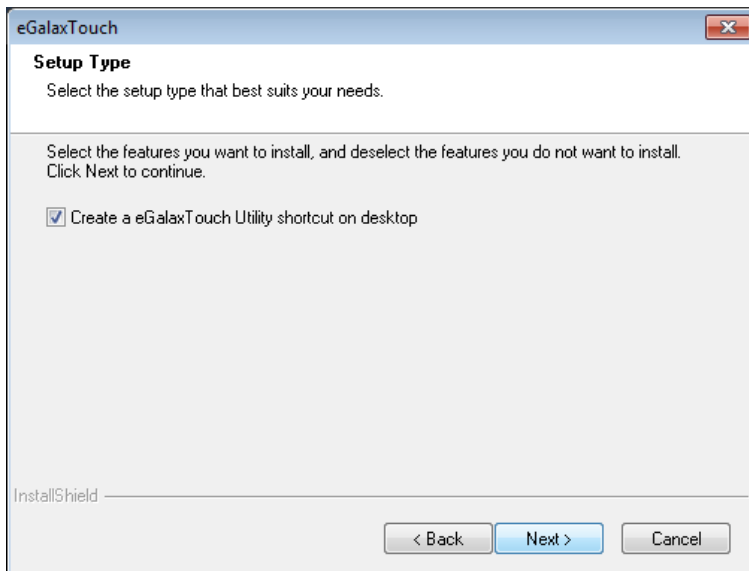 eGalaxTouch
Setup Type
Select the setup type that best suits your needs.
Select the features you want to install, and deselect the features you do not want to install.
Click Next to continue.
Create a eGalaxTouch Utility shortcut on desktop
InstallShield
< Back
Next >
Cancel